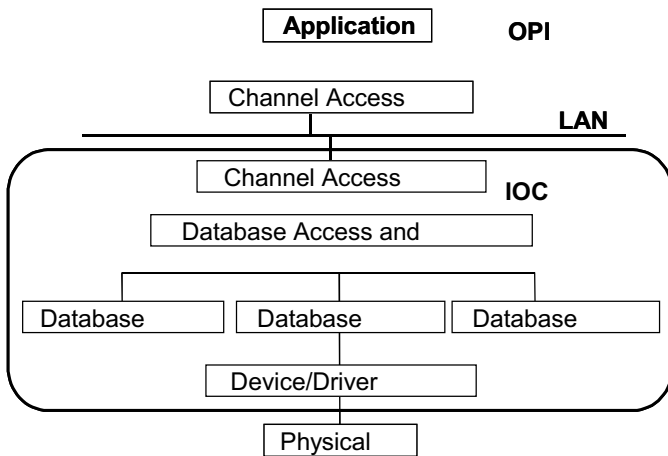 Application
OPI
Channel Access
LAN
Channel Access
IOC
Database Access and
Database Database Database
Device/Driver
Physical